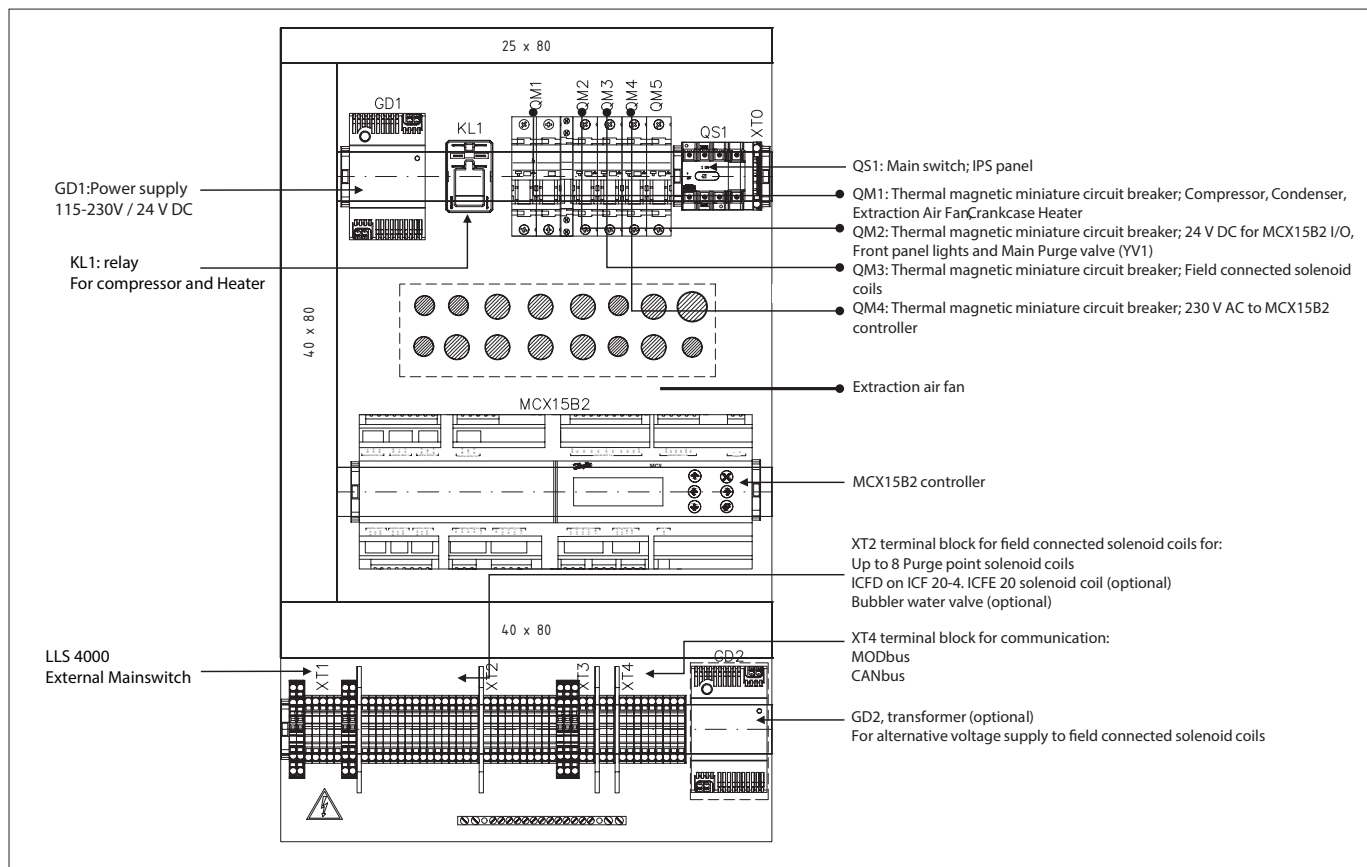 25 x 80
GD1
KL1
QM1
QM2
QM3
QM4
QM5
QS1
XT0
GD1:Power supply
115-230V / 24 V DC
KL1: relay
For compressor and Heater
QS1: Main switch; IPS panel
QM1: Thermal magnetic miniature circuit breaker; Compressor, Condenser,
Extraction Air Fan,Crankcase Heater
QM2: Thermal magnetic miniature circuit breaker; 24 V DC for MCX15B2 I/O,
Front panel lights and Main Purge valve (YV1)
QM3: Thermal magnetic miniature circuit breaker; Field connected solenoid
coils
QM4: Thermal magnetic miniature circuit breaker; 230 V AC to MCX15B2
controller
40 x 80
Extraction air fan
MCX15B2
Danfoss
MCX
MCX15B2 controller
XT2 terminal block for field connected solenoid coils for:
Up to 8 Purge point solenoid coils
ICFD on ICF 20-4. ICFE 20 solenoid coil (optional)
Bubbler water valve (optional)
40 x 80
LLS 4000
External Mainswitch
XT1
XT2
XT3
XT4
GD2
XT4 terminal block for communication:
MODbus
CANbus
GD2, transformer (optional)
For alternative voltage supply to field connected solenoid coils